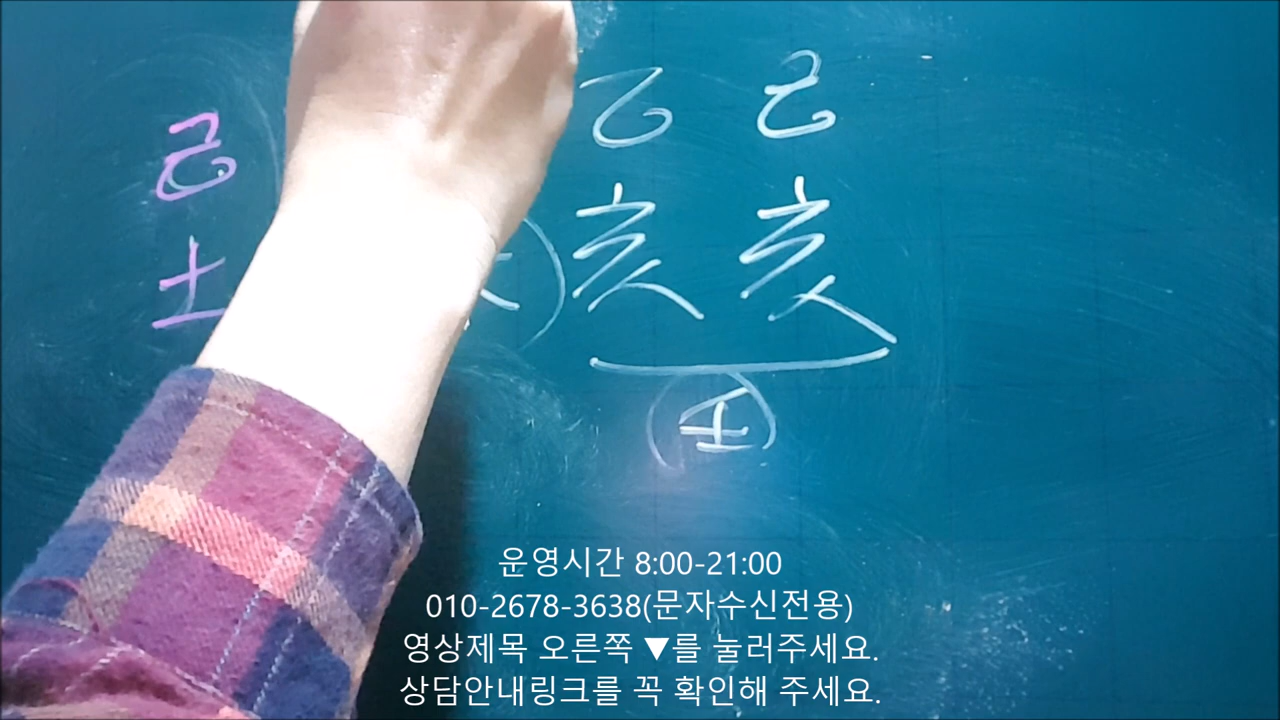 乙 己
己
亥 亥
土
运영시간 8:00-21:00
010-2678-3638(문자수신전용)
영상제목 오른쪽 ▼를 눌러주세요.
상담안내링크를 꼭 확인해 주세요.